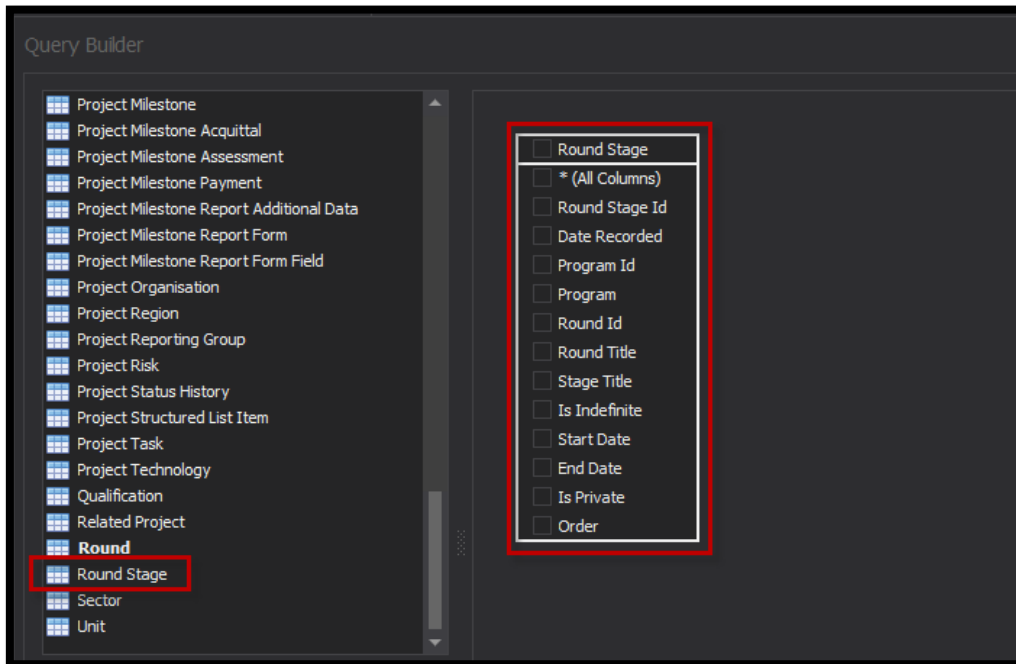 Query Builder
Project Milestone
Project Milestone Acquittal
Project Milestone Assessment
Project Milestone Payment
Project Milestone Report Additional Data
Project Milestone Report Form
Project Milestone Report Form Field
Project Organisation
Project Region
Project Reporting Group
Project Risk
Project Status History
Project Structured List Item
Project Task
Project Technology
Qualification
Related Project
Round
Round Stage
Sector
Unit
Round Stage
* (All Columns)
Round Stage Id
Date Recorded
Program Id
Program
Round Id
Round Title
Stage Title
Is Indefinite
Start Date
End Date
Is Private
Order